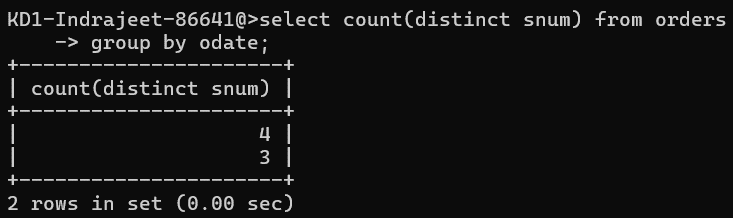 KD1-Indrajeet-86641@>select count(distinct snum) from orders
    -> group by odate;
+----------------------+
| count(distinct snum) |
+----------------------+
|                    4 |
|                    3 |
+----------------------+
2 rows in set (0.00 sec)